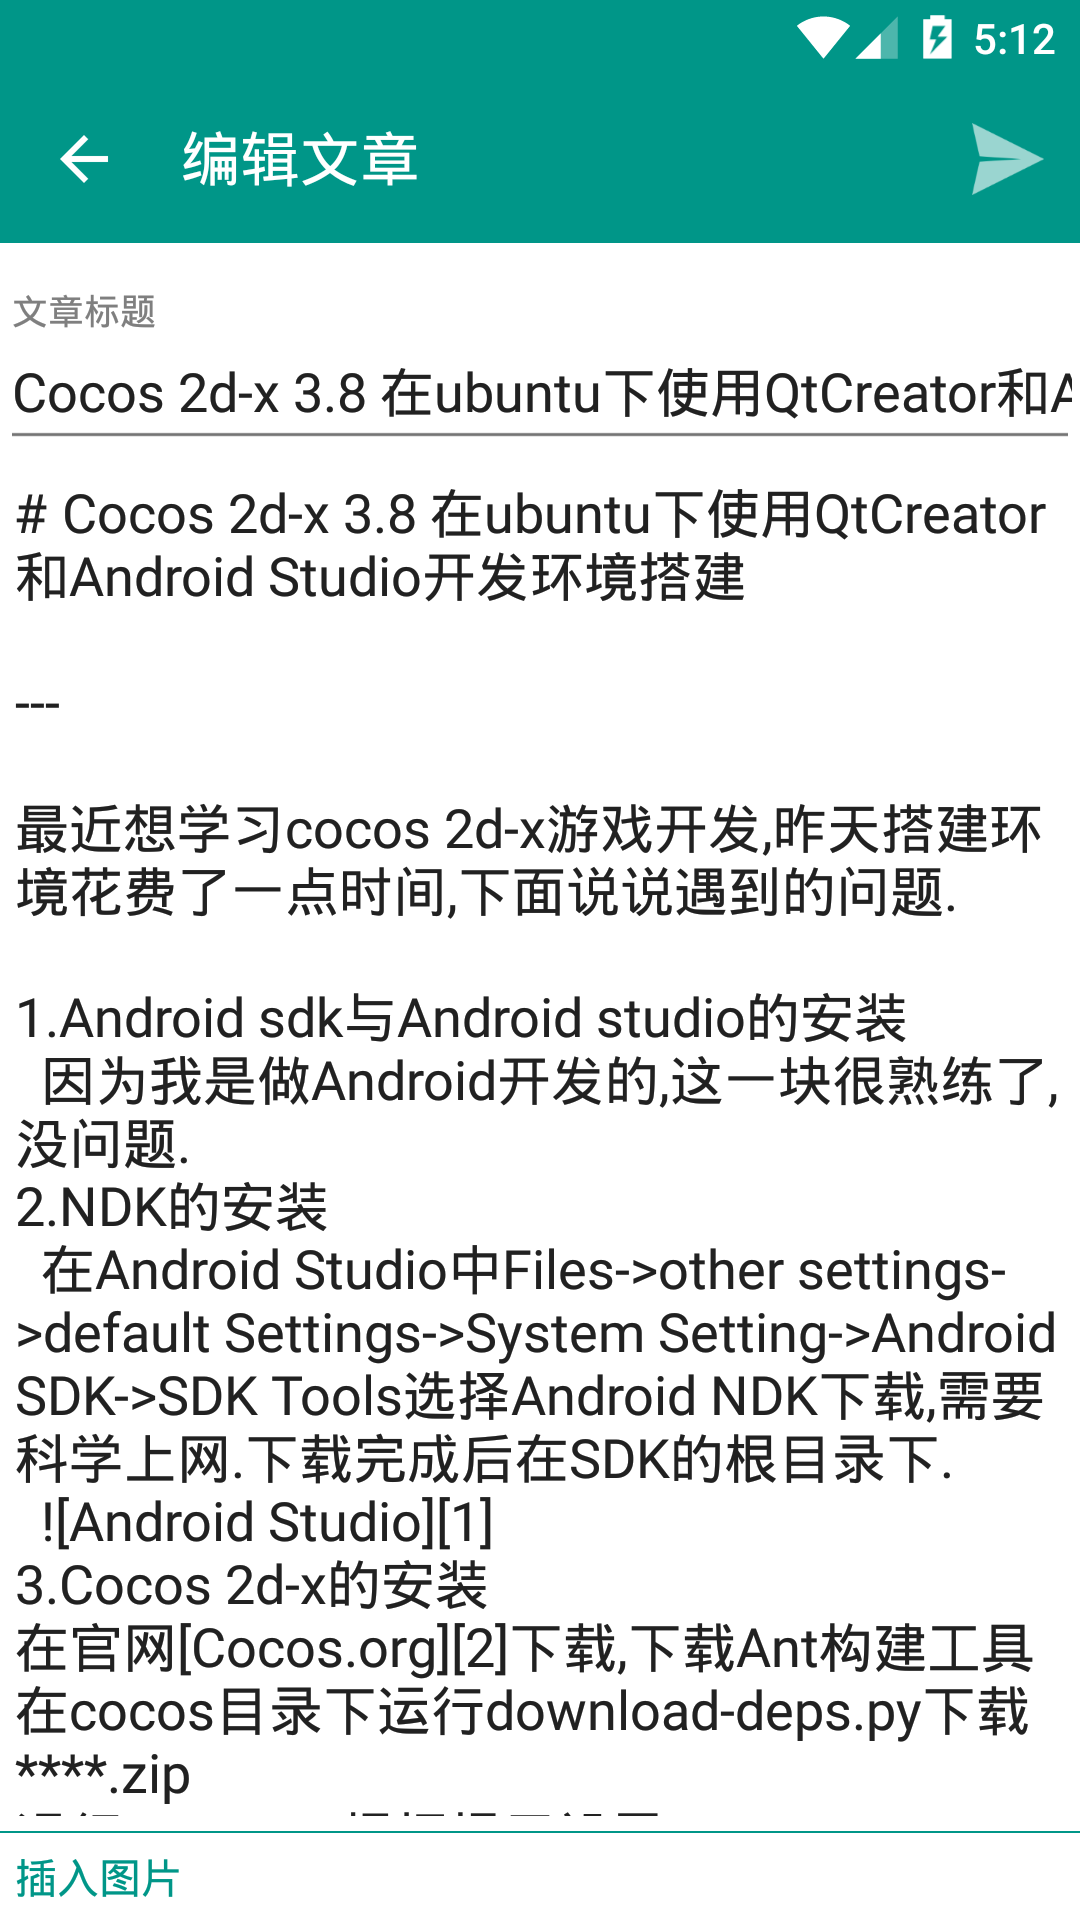 5:12
编辑文章
文章标题
Cocos 2d-x 3.8 在ubuntu下使用QtCreator和A
# Cocos 2d-x 3.8 在ubuntu下使用QtCreator
和Android Studio开发环境搭建
---
最近想学习cocos 2d-x游戏开发,昨天搭建环
境花费了一点时间,下面说说遇到的问题.
1.Android sdk与Android studio的安装
因为我是做Android开发的,这一块很熟练了,
没问题.
2.NDK的安装
在Android Studio中Files->other settings-
>default Settings->System Setting->Android
SDK->SDK Tools选择Android NDK下载,需要
科学上网.下载完成后在SDK的根目录下.
![Android Studio][1]
3.Cocos 2d-x的安装
在官网[Cocos.org][2]下载,下载Ant构建工具
在cocos目录下运行download-deps.py下载
****.zip
插入图片